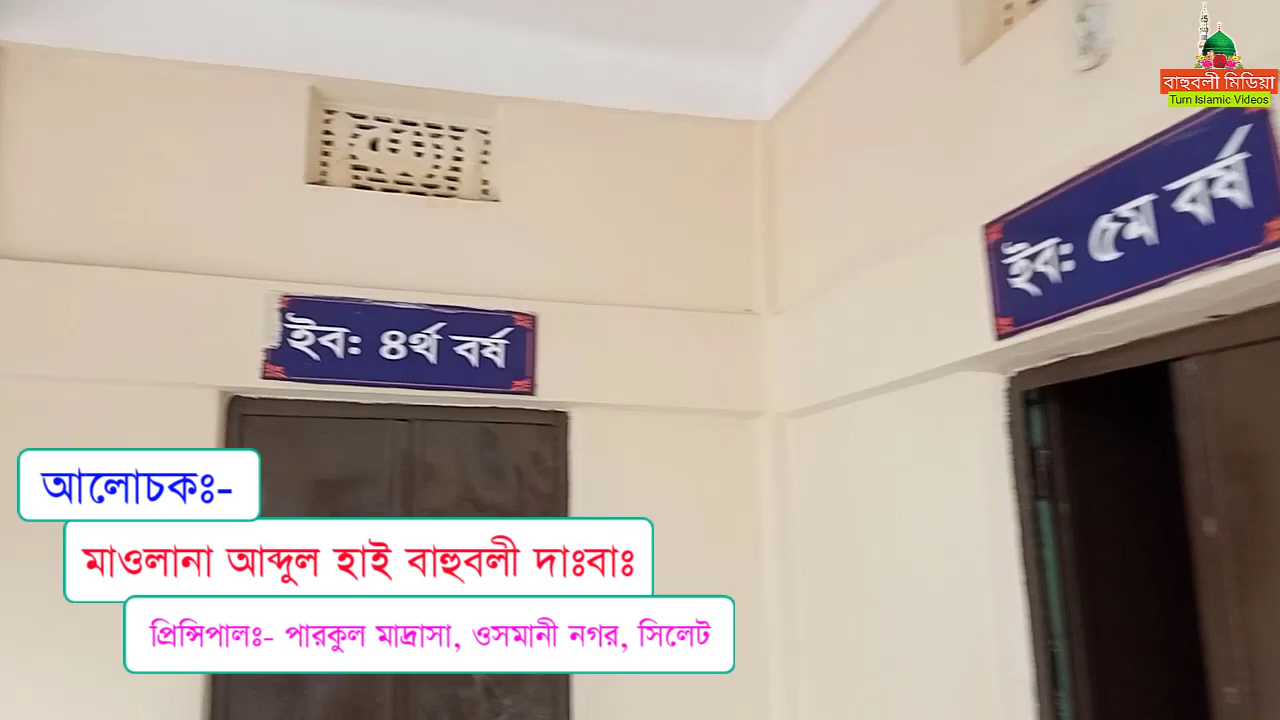 বাহুবলী মিডিয়া
Turn Islamic Videos
ইব: ৫ম বর্ষ
ইব: ৪র্থ বর্ষ
আলোচকঃ-
মাওলানা আব্দুল হাই বাহুবলী দাঃবাঃ
প্রিন্সিপালঃ- পারকুল মাদ্রাসা, ওসমানী নগর, সিলেট